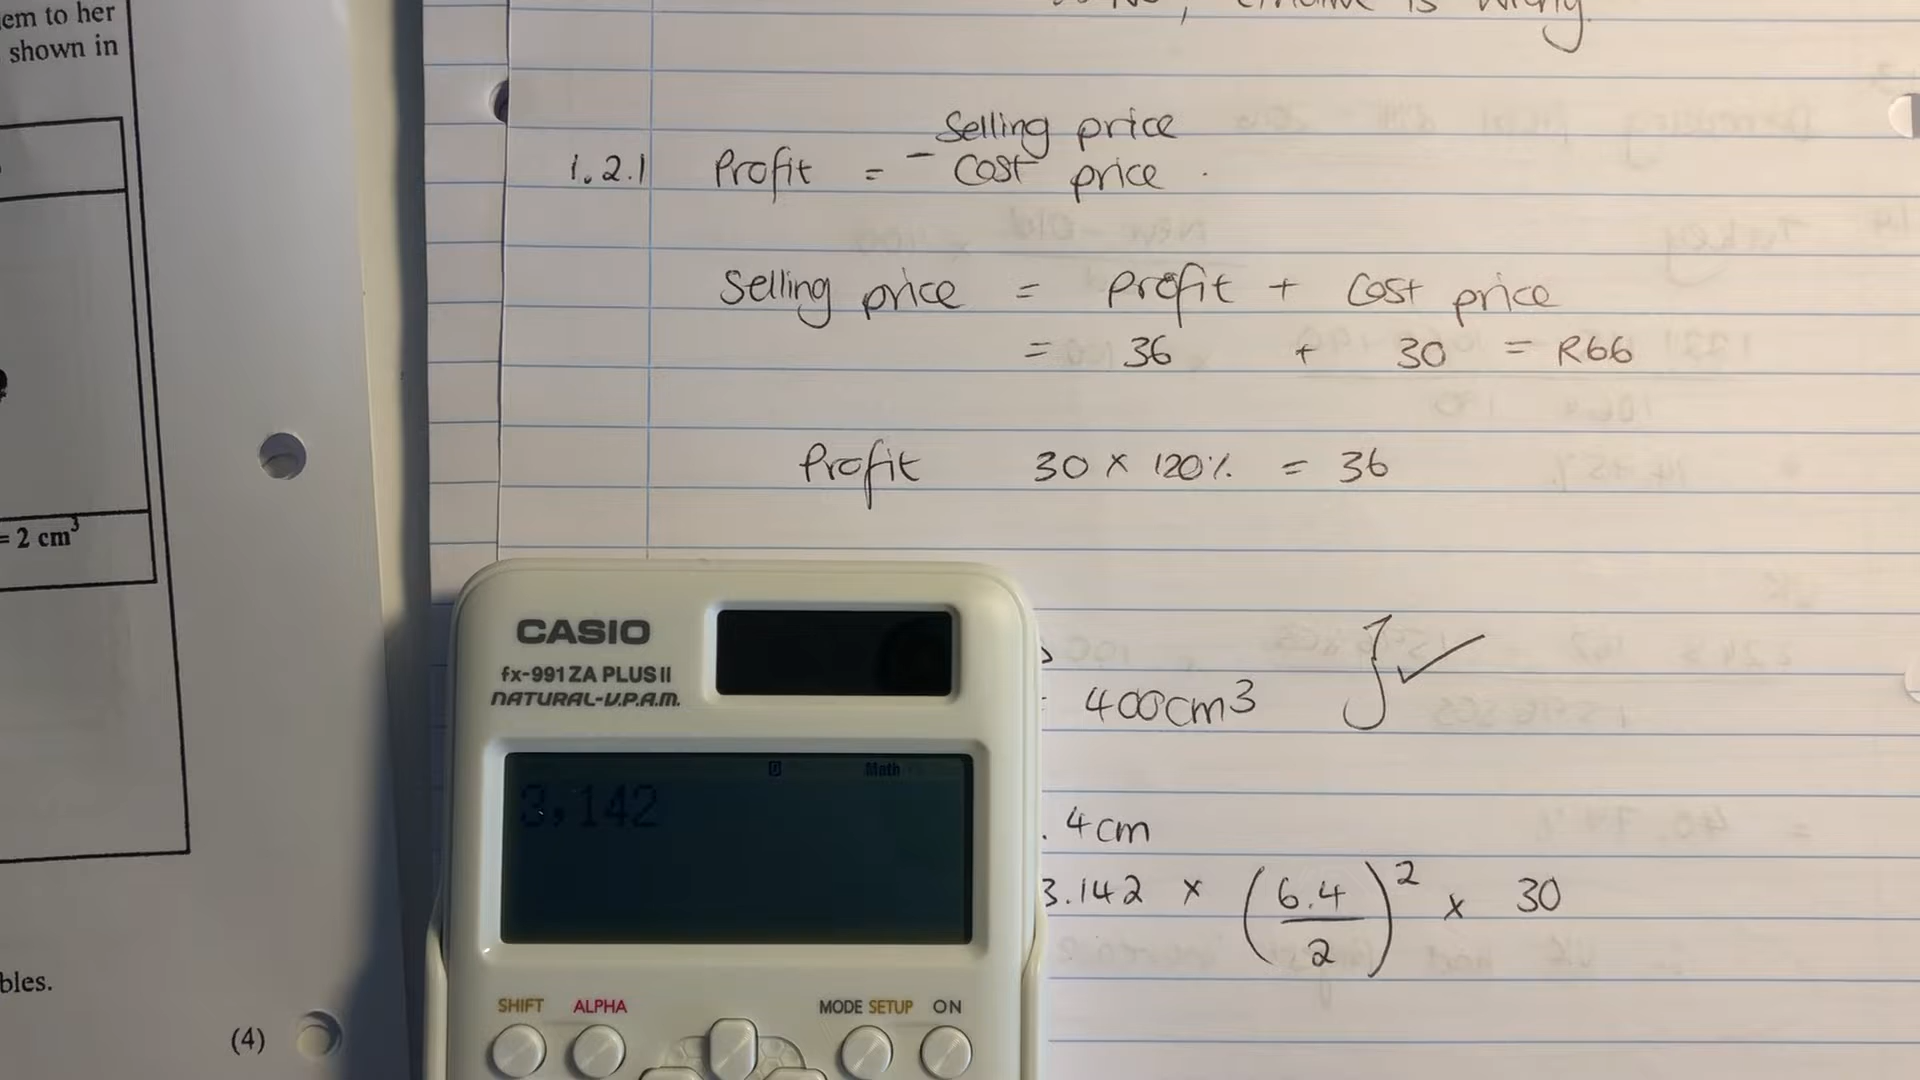 em to her
shown in
= 2 cm³
bles.
(4)
is wrong.
Selling price
1.2.1 Profit = - Cost price .
Selling price = Profit + Cost price
= 36 + 30 = R66
Profit 30 x 120% = 36
= 400cm3
. 4cm
3.142 x (6.4/2)² x 30
CASIO
fx-991ZA PLUS II
NATURAL-V.P.A.M.
D Math
3,142
SHIFT ALPHA MODE SETUP ON